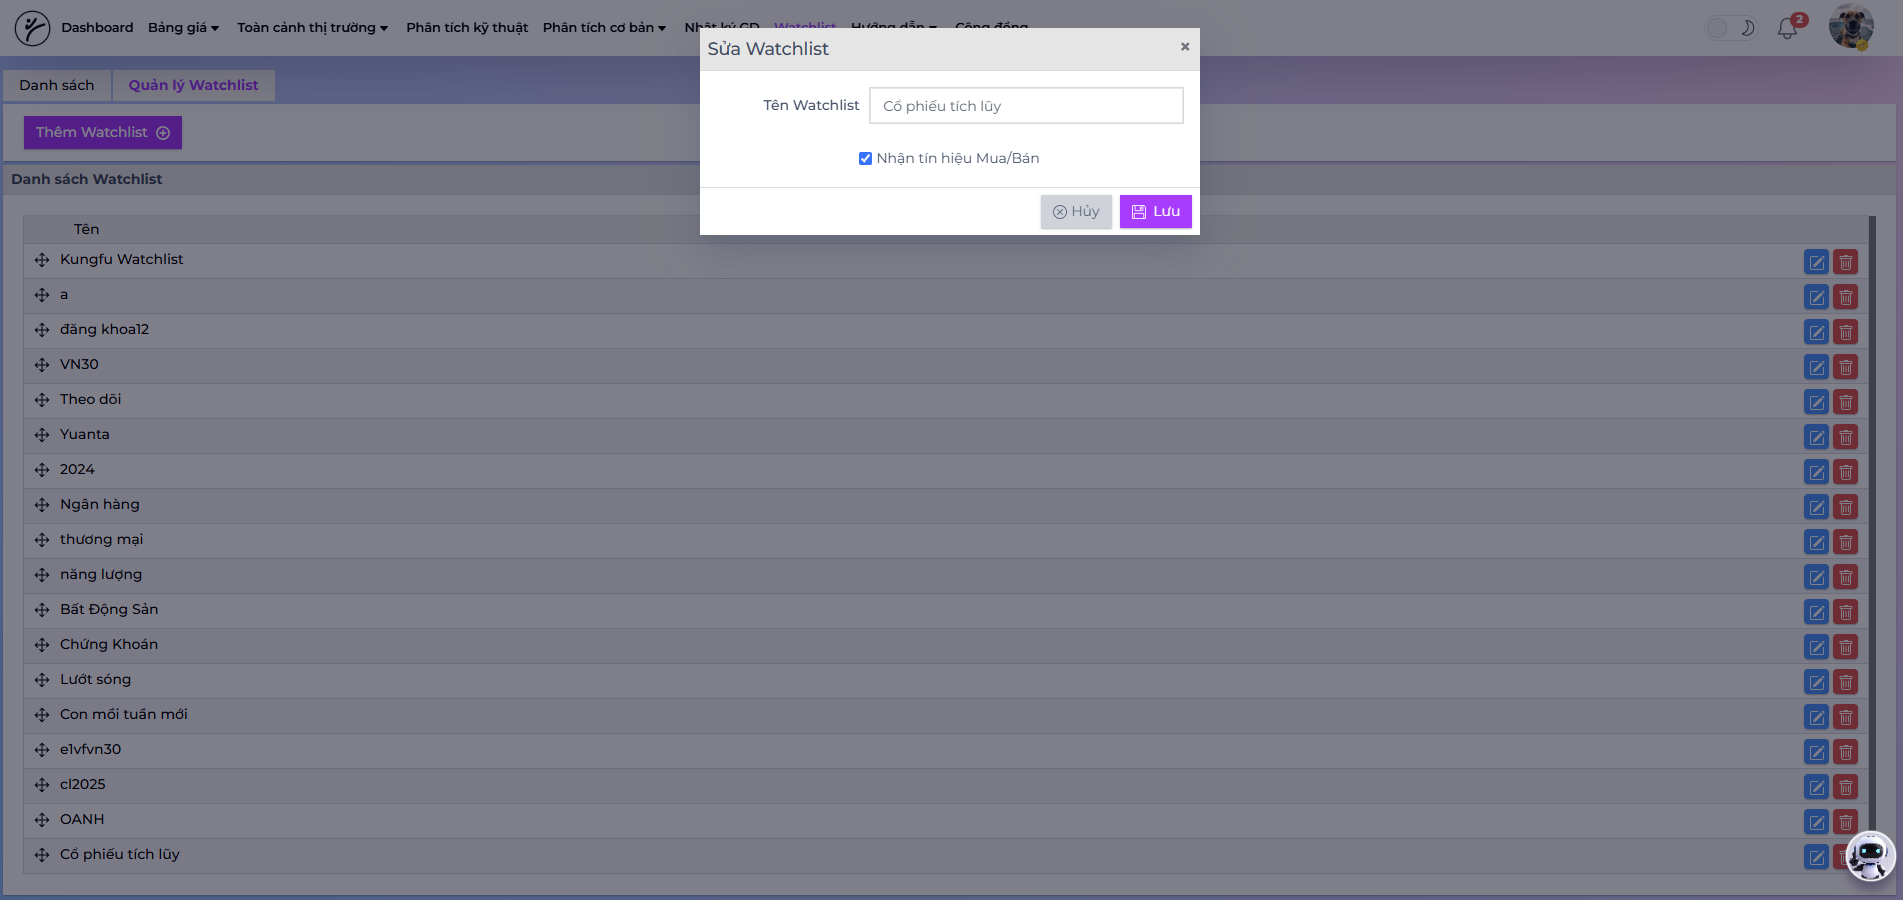 Dashboard Bảng giá Toàn cảnh thị trường Phân tích kỹ thuật Phân tích cơ bản Nhật ký GD Watchlist Hướng dẫn Cộng đồng 2
Sửa Watchlist ×
Danh sách Quản lý Watchlist
Tên Watchlist Cổ phiếu tích lũy
Thêm Watchlist
Nhận tín hiệu Mua/Bán
Danh sách Watchlist
Hủy Lưu
Tên
Kungfu Watchlist
a
đăng khoa12
VN30
Theo dõi
Yuanta
2024
Ngân hàng
thương mại
năng lượng
Bất Động Sản
Chứng Khoán
Lướt sóng
Con mồi tuần mới
e1vfvn30
cl2025
OANH
Cổ phiếu tích lũy